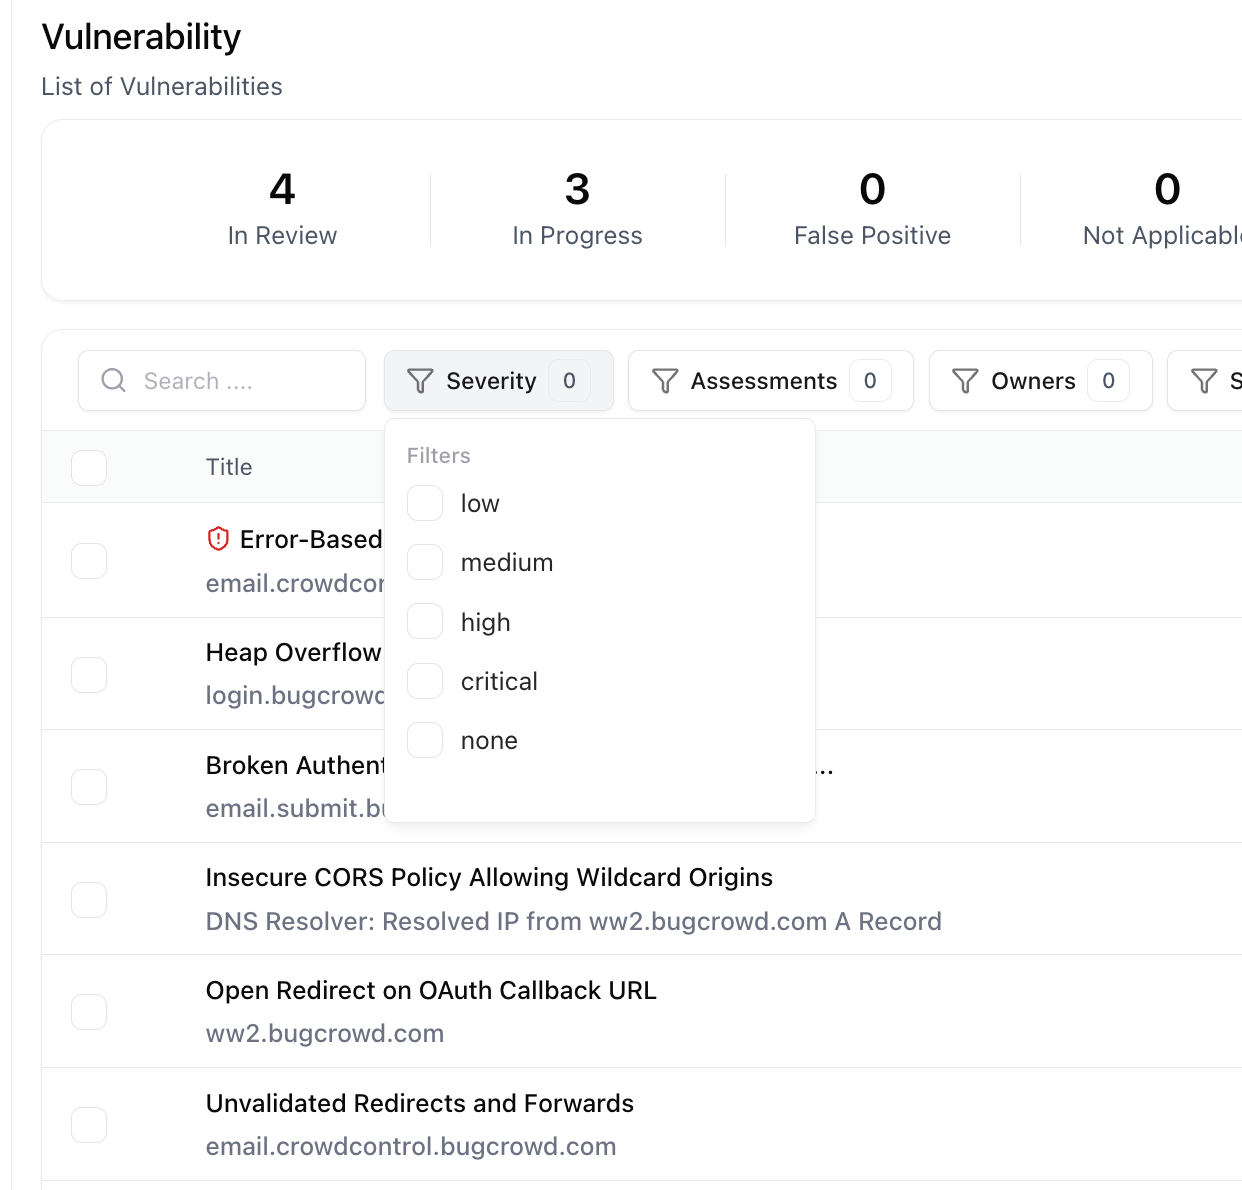 Vulnerability
List of Vulnerabilities
4
In Review
3
In Progress
0
False Positive
0
Not Applicable
Search ....
Severity 0
Assessments 0
Owners 0
S
Title
Filters
low
medium
high
critical
none
Error-Based
email.crowdcon
Heap Overflow
login.bugcrowd
Broken Authent
...
email.submit.bu
Insecure CORS Policy Allowing Wildcard Origins
DNS Resolver: Resolved IP from ww2.bugcrowd.com A Record
Open Redirect on OAuth Callback URL
ww2.bugcrowd.com
Unvalidated Redirects and Forwards
email.crowdcontrol.bugcrowd.com